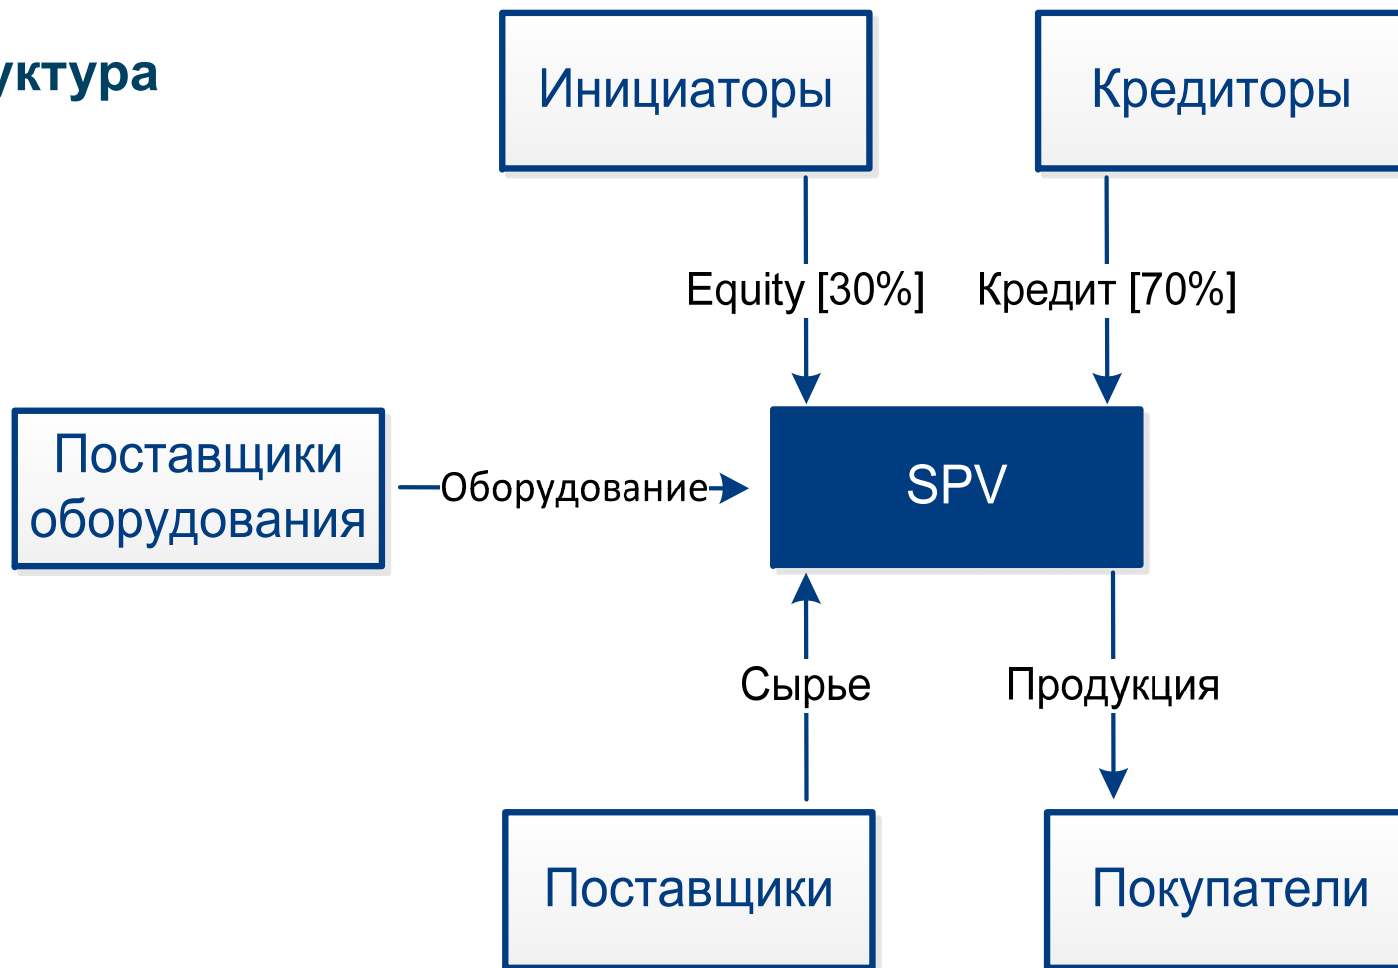 уктура
Инициаторы
Кредиторы
Equity [30%]
Кредит [70%]
Поставщики
оборудования
Оборудование
SPV
Сырье
Продукция
Поставщики
Покупатели